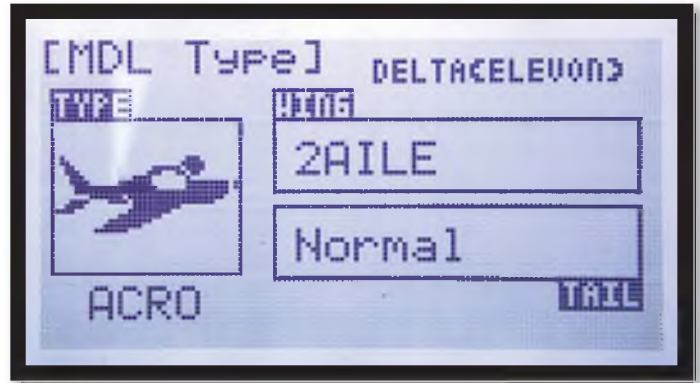 [MDL Type] DELTA(ELEVON)
TYPE WING
2AILE
Normal
ACRO TAIL